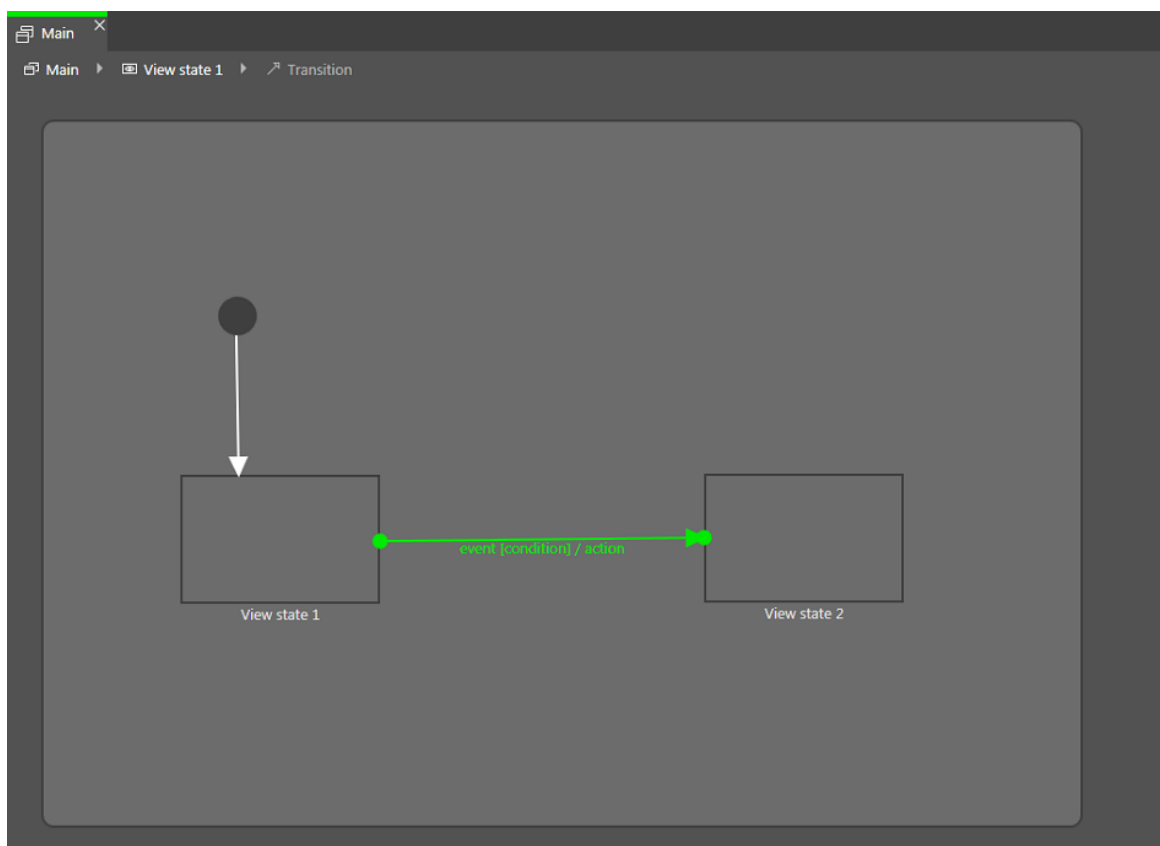 Main
Main View state 1 Transition
event [condition] / action
View state 1
View state 2